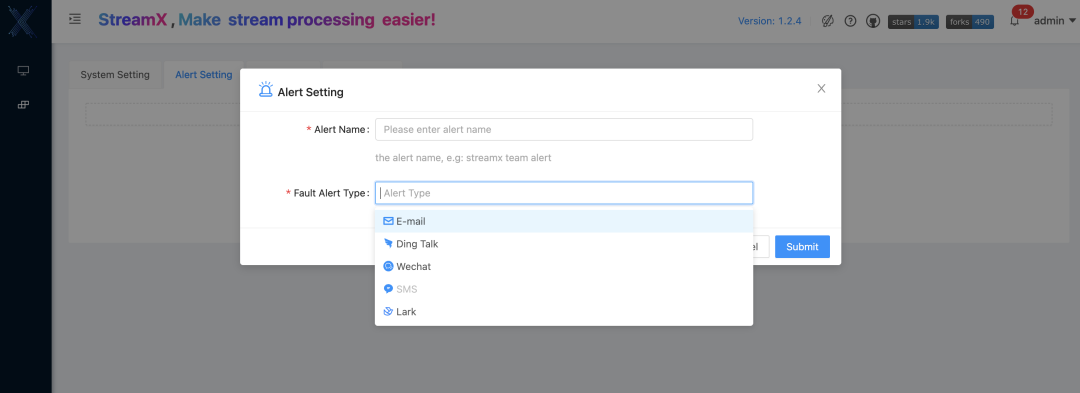 StreamX , Make stream processing easier!
Version: 1.2.4
stars 1.9k
forks 490
12
admin
System Setting
Alert Setting
Alert Setting
* Alert Name :
Please enter alert name
the alert name, e.g: streamx team alert
* Fault Alert Type :
Alert Type
E-mail
Ding Talk
Wechat
SMS
Lark
Submit